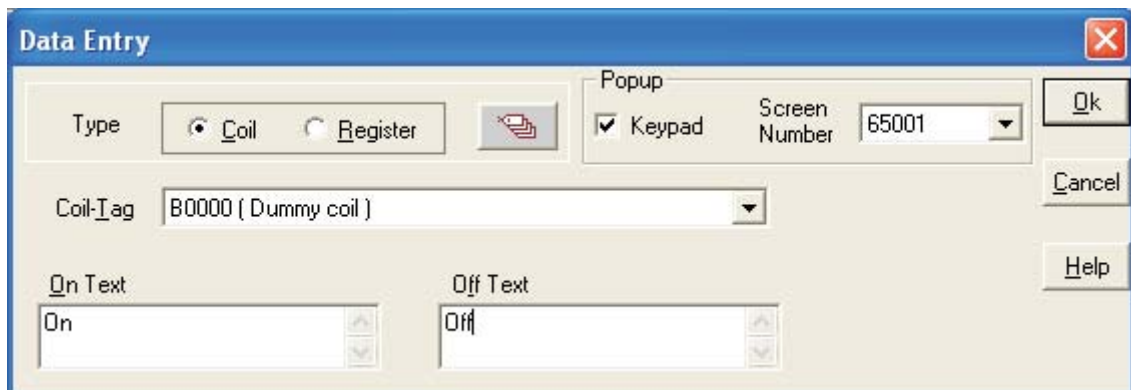 Data Entry
Type
Coil
Register
Popup
Keypad
Screen
Number
65001
Ok
Coil-Tag
B0000 ( Dummy coil )
Cancel
On Text
Off Text
Help
On
Off